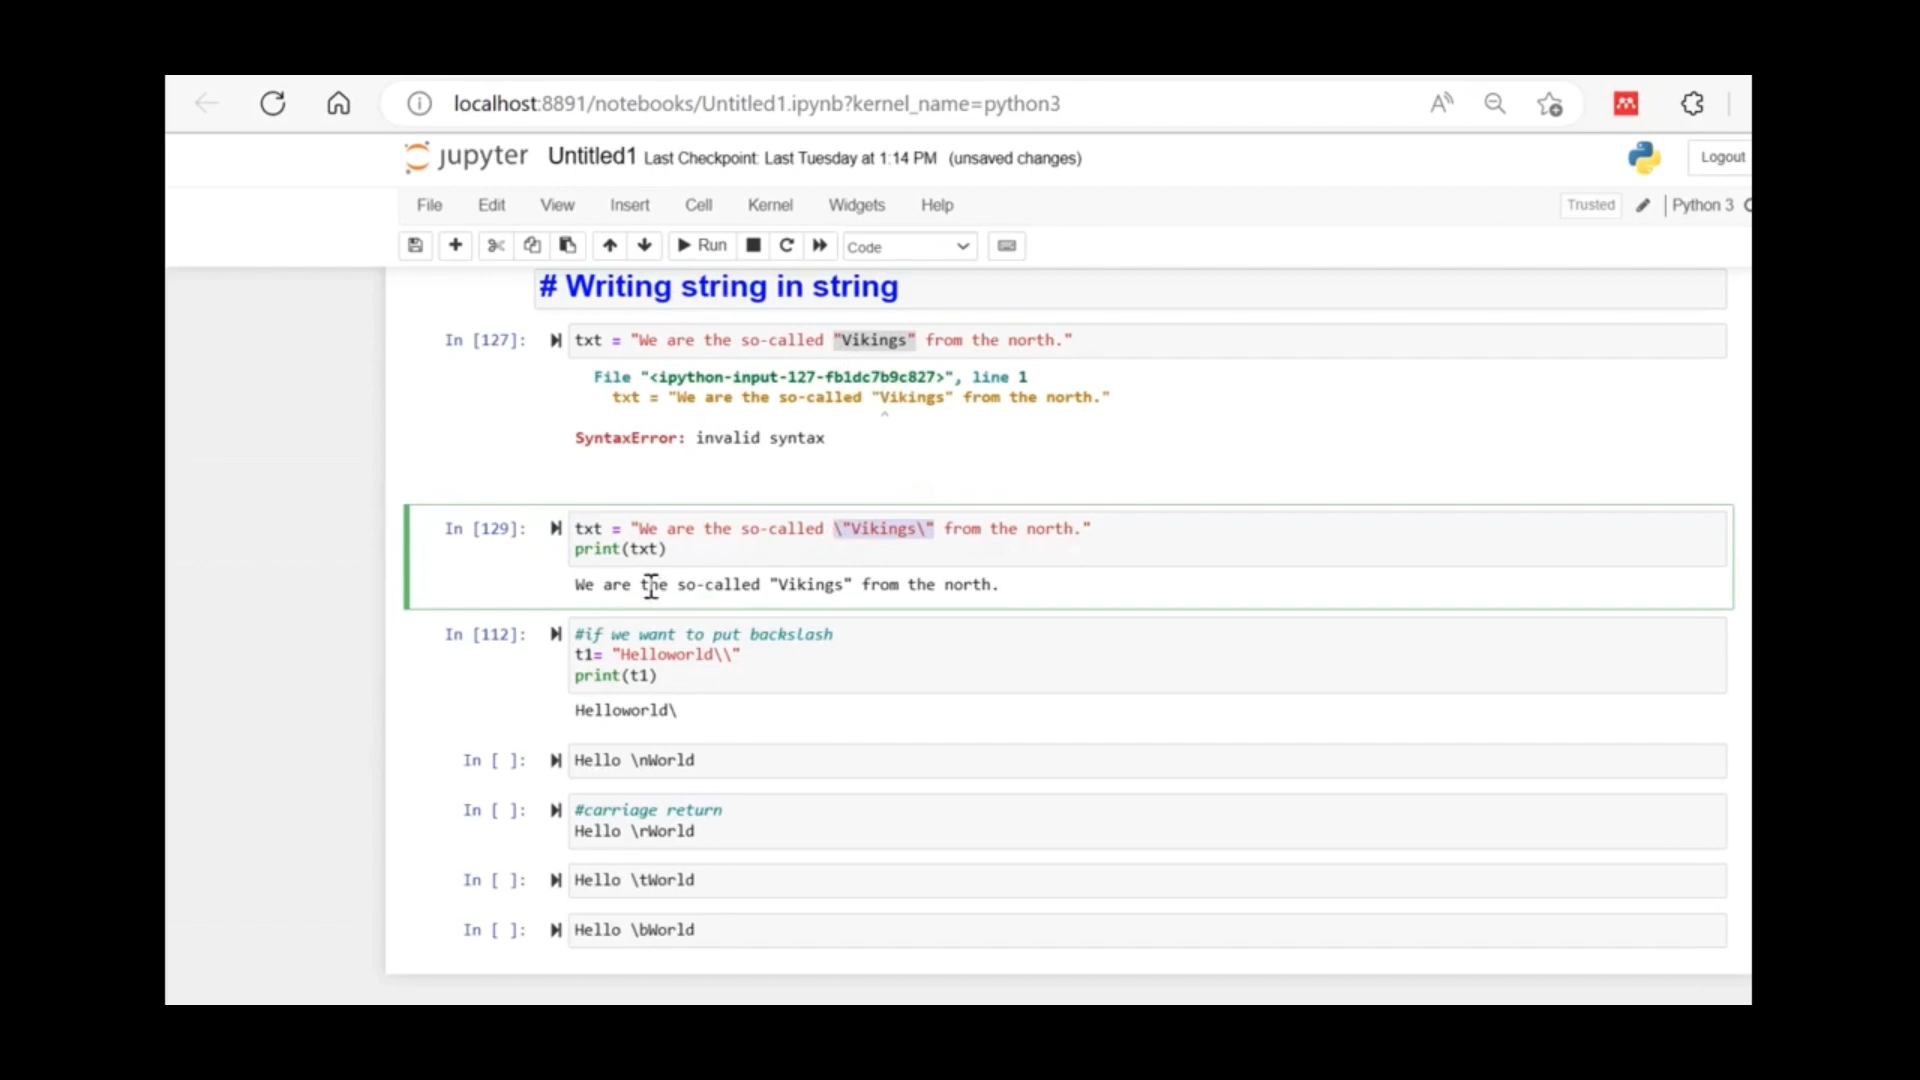 localhost:8891/notebooks/Untitled1.ipynb?kernel_name=python3
jupyter Untitled1 Last Checkpoint: Last Tuesday at 1:14 PM (unsaved changes)
Logout
File Edit View Insert Cell Kernel Widgets Help
Trusted Python 3
Run Code
# Writing string in string
In [127]: txt = "We are the so-called "Vikings" from the north."
File "<ipython-input-127-fb1dc7b9c827>", line 1
txt = "We are the so-called "Vikings" from the north."
^
SyntaxError: invalid syntax
In [129]: txt = "We are the so-called \"Vikings\" from the north."
print(txt)
We are the so-called "Vikings" from the north.
In [112]: #if we want to put backslash
t1= "Helloworld\\"
print(t1)
Helloworld\
In [ ]: Hello \nWorld
In [ ]: #carriage return
Hello \rWorld
In [ ]: Hello \tWorld
In [ ]: Hello \bWorld